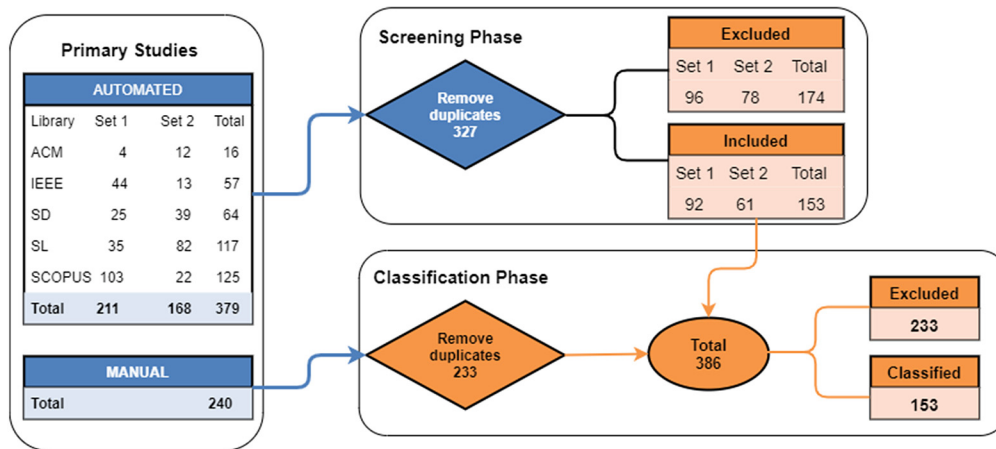 Primary Studies
AUTOMATED
Library Set 1 Set 2 Total
ACM 4 12 16
IEEE 44 13 57
SD 25 39 64
SL 35 82 117
SCOPUS 103 22 125
Total 211 168 379
MANUAL
Total 240
Screening Phase
Remove
duplicates
327
Excluded
Set 1 Set 2 Total
96 78 174
Included
Set 1 Set 2 Total
92 61 153
Classification Phase
Remove
duplicates
233
Total
386
Excluded
233
Classified
153